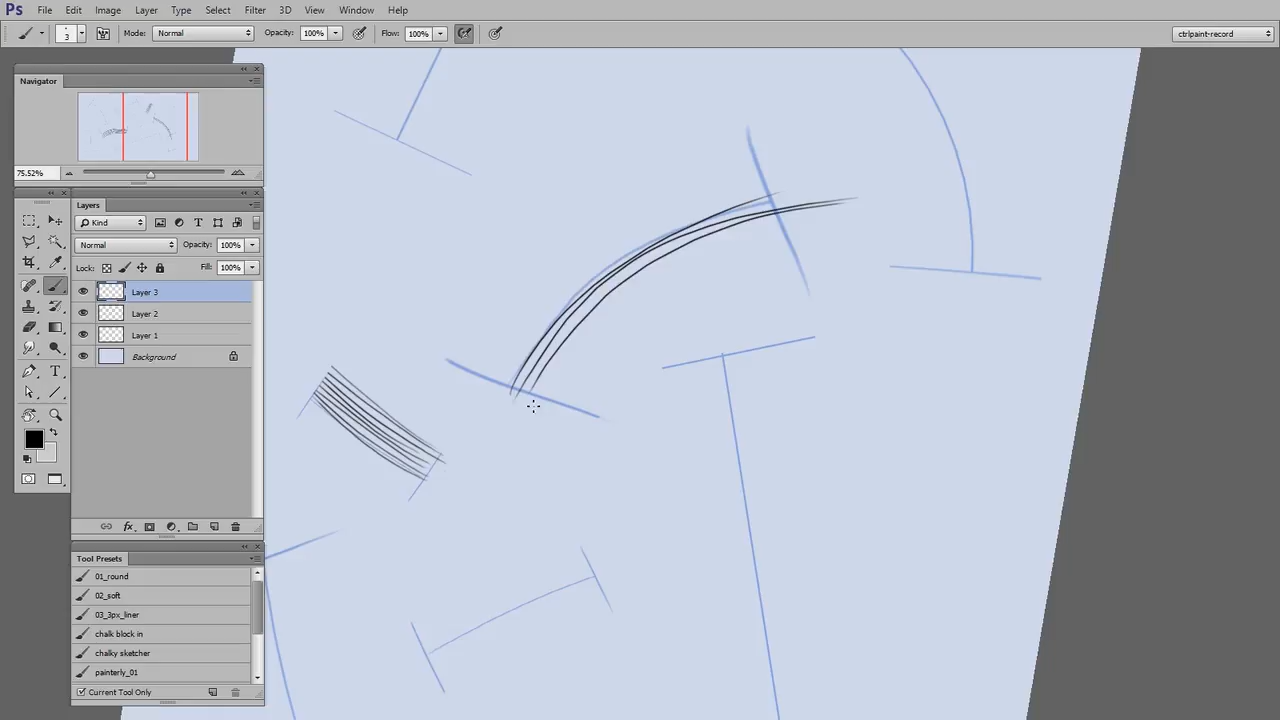 Ps File Edit Image Layer Type Select Filter 3D View Window Help
3 Mode: Normal Opacity: 100% Flow: 100% ctrlpaint-record
Navigator
75.52%
Layers
Kind
Normal Opacity: 100%
Lock: Fill: 100%
Layer 3
Layer 2
Layer 1
Background
fx
Tool Presets
01_round
02_soft
03_3px_liner
chalk block in
chalky sketcher
painterly_01
Current Tool Only